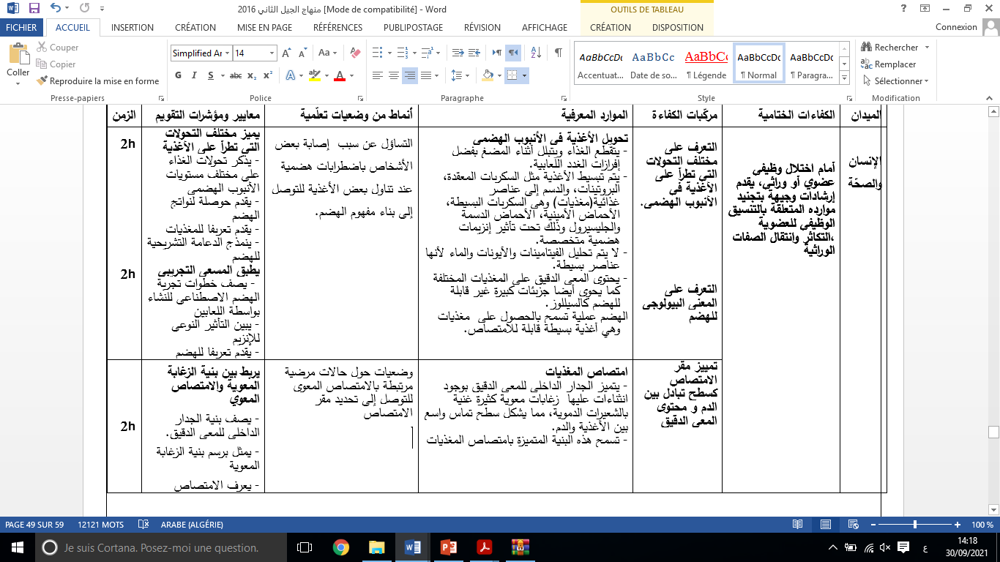 منهاج الجيل الثاني 2016 [Mode de compatibilité] - Word
OUTILS DE TABLEAU
FICHIER ACCUEIL INSERTION CRÉATION MISE EN PAGE RÉFÉRENCES PUBLIPOSTAGE RÉVISION AFFICHAGE CRÉATION DISPOSITION Connexion
Coller
Couper
Copier
Reproduire la mise en forme
Presse-papiers
Simplified Ar 14
G I S abc x₂ x²
Police
Paragraphe
AaBbCcDc AaBbCc AaBbCc AaBbCcDc AaBbCcDc
Accentuat... Date de so... ¶ Légende ¶ Normal ¶ Paragra...
Style
Rechercher
Remplacer
Sélectionner
Modification
الميدان
الكفاءات الختامية
مركّبات الكفاءة
الموارد المعرفية
أنماط من وضعيات تعلّمية
معايير ومؤشرات التقويم
الزمن
الإنسان
والصحّة
أمام اختلال وظيفي
عضوي أو وراثي، يقدم
إرشادات وجيهة بتجنيد
موارده المتعلقة بالتنسيق
الوظيفي للعضوية
،التكاثر وانتقال الصفات
الوراثية
التعرف على
مختلف التحولات
التي تطرأ على
الأغذية في
الأنبوب الهضمي.
التعرف على
المعنى البيولوجي
للهضم
تحويل الأغذية في الأنبوب الهضمي
- يتقطع الغذاء ويتبلل أثناء المضغ بفضل
إفرازات الغدد اللعابية.
- يتم تبسيط الأغذية مثل السكريات المعقدة،
البروتينات، والدسم إلى عناصر
غذائية(مغذيات) وهي السكريات البسيطة،
الأحماض الأمينية، الأحماض الدسمة
والجليسيرول وذلك تحت تأثير إنزيمات
هضمية متخصصة.
- لا يتم تحليل الفيتامينات والأيونات والماء لأنها
عناصر بسيطة.
- يحتوي المعي الدقيق على المغذيات المختلفة
كما يحوي أيضا جزيئات كبيرة غير قابلة
للهضم كالسيللوز.
الهضم عملية تسمح بالحصول على مغذيات
وهي أغذية بسيطة قابلة للامتصاص.
التساؤل عن سبب إصابة بعض
الأشخاص باضطرابات هضمية
عند تناول بعض الأغذية للتوصل
إلى بناء مفهوم الهضم.
يميز مختلف التحولات
التي تطرأ على الأغذية
- يذكر تحولات الغذاء
على مختلف مستويات
الأنبوب الهضمي
- يقدم حوصلة لنواتج
الهضم
- يقدم تعريفا للمغذيات
- ينمذج الدعامة التشريحية
للهضم
يطبق المسعى التجريبي
- يصف خطوات تجربة
الهضم الاصطناعي للنشاء
بواسطة اللعابين
- يبين التأثير النوعي
للإنزيم
- يقدم تعريفا للهضم
2h
2h
تمييز مقر
الامتصاص
كسطح تبادل بين
الدم و محتوى
المعي الدقيق
امتصاص المغذيات
- يتميز الجدار الداخلي للمعي الدقيق بوجود
انثناءات عليها زغابات معوية كثيرة غنية
بالشعيرات الدموية، مما يشكل سطح تماس واسع
بين الأغذية والدم.
- تسمح هذه البنية المتميزة بامتصاص المغذيات
وضعيات حول حالات مرضية
مرتبطة بالامتصاص المعوي
للتوصل إلى تحديد مقر
الامتصاص
يربط بين بنية الزغابة
المعوية والامتصاص
المعوي
- يصف بنية الجدار
الداخلي للمعي الدقيق.
- يمثل برسم بنية الزغابة
المعوية
- يعرف الامتصاص
2h
PAGE 49 SUR 59 12121 MOTS ARABE (ALGÉRIE) 100 %
Je suis Cortana. Posez-moi une question.
ع
14:18
30/09/2021